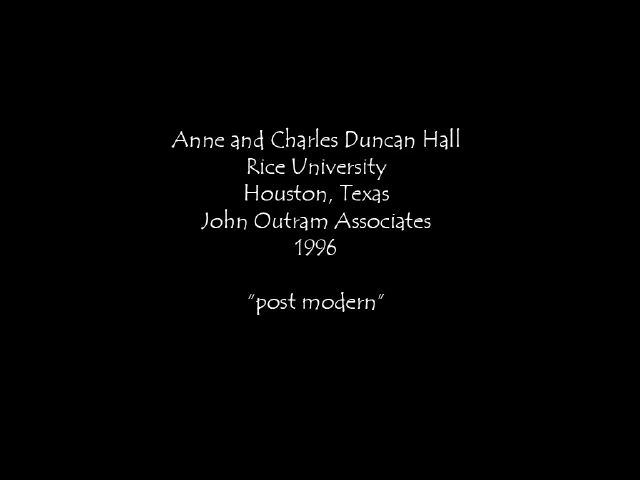 Anne and Charles Duncan Hall
Rice University
Houston, Texas
John Outram Associates
1996
"post modern"